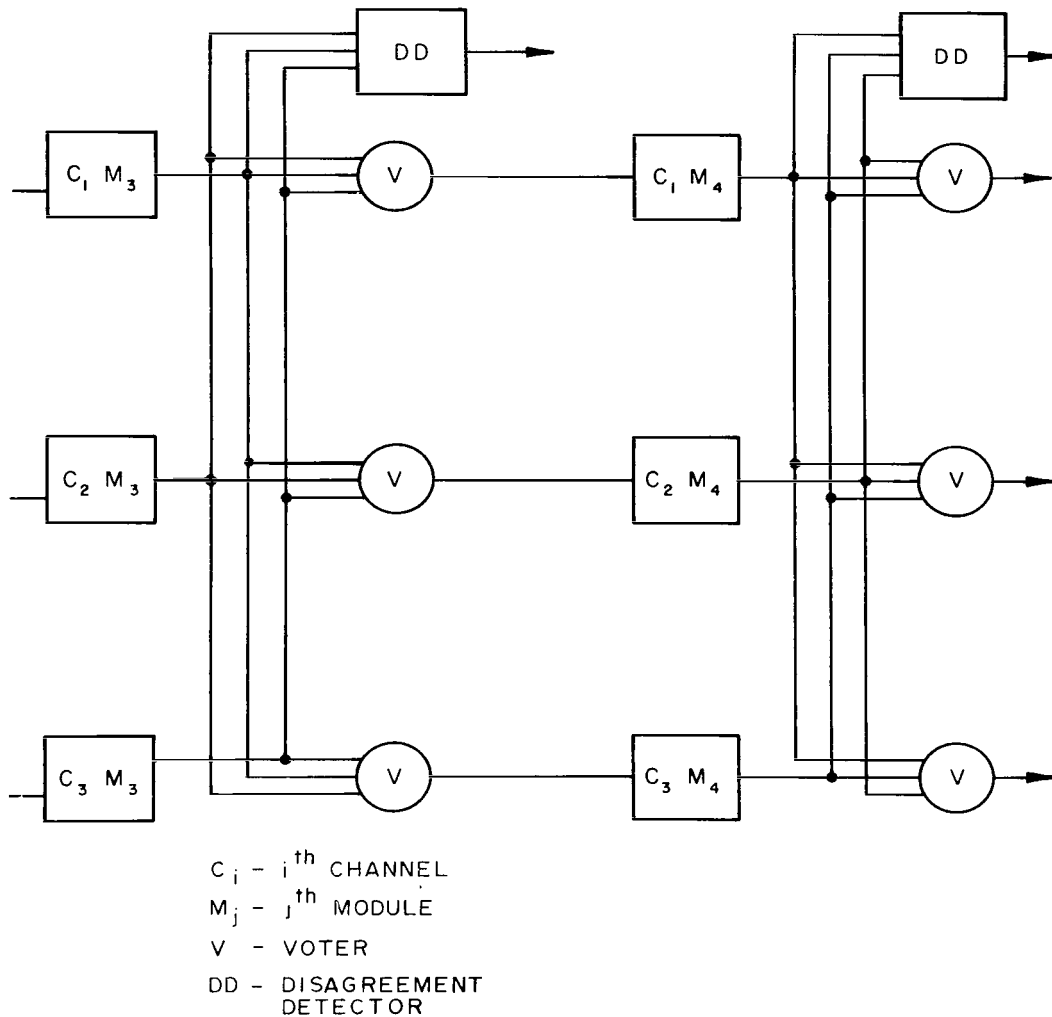 DD DD
C₁ M₃ V C₁ M₄ V
C₂ M₃ V C₂ M₄ V
C₃ M₃ V C₃ M₄ V
Cᵢ – iᵗʰ CHANNEL
Mⱼ – ȷᵗʰ MODULE
V – VOTER
DD – DISAGREEMENT
DETECTOR